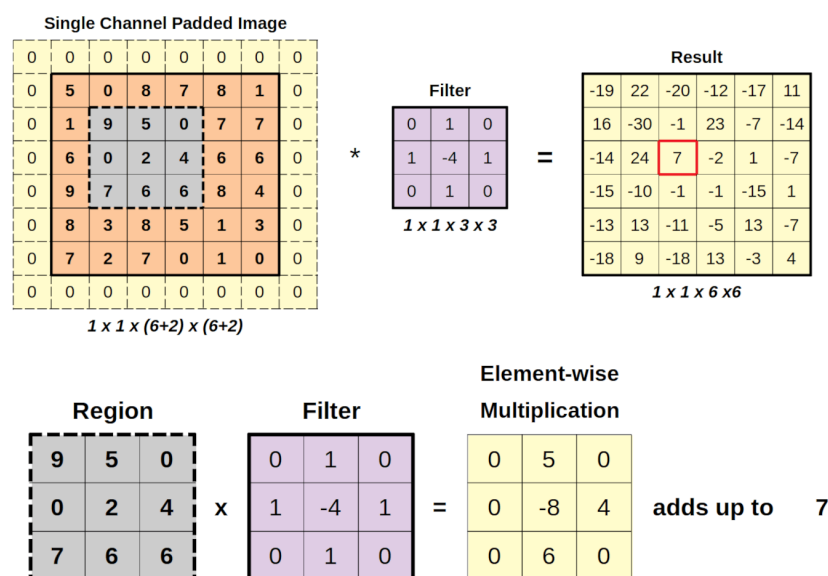 Single Channel Padded Image
0 0 0 0 0 0 0 0
0 5 0 8 7 8 1 0
0 1 9 5 0 7 7 0
0 6 0 2 4 6 6 0
0 9 7 6 6 8 4 0
0 8 3 8 5 1 3 0
0 7 2 7 0 1 0 0
0 0 0 0 0 0 0 0
1 x 1 x (6+2) x (6+2)
*
Filter
0 1 0
1 -4 1
0 1 0
1 x 1 x 3 x 3
=
Result
-19 22 -20 -12 -17 11
16 -30 -1 23 -7 -14
-14 24 7 -2 1 -7
-15 -10 -1 -1 -15 1
-13 13 -11 -5 13 -7
-18 9 -18 13 -3 4
1 x 1 x 6 x6
Region
9 5 0
0 2 4
7 6 6
x
Filter
0 1 0
1 -4 1
0 1 0
=
Element-wise
Multiplication
0 5 0
0 -8 4
0 6 0
adds up to 7